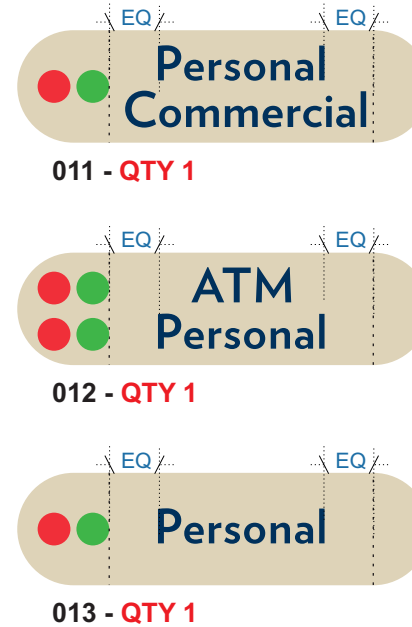 EQ EQ
Personal
Commercial
011 - QTY 1
EQ EQ
ATM
Personal
012 - QTY 1
EQ EQ
Personal
013 - QTY 1